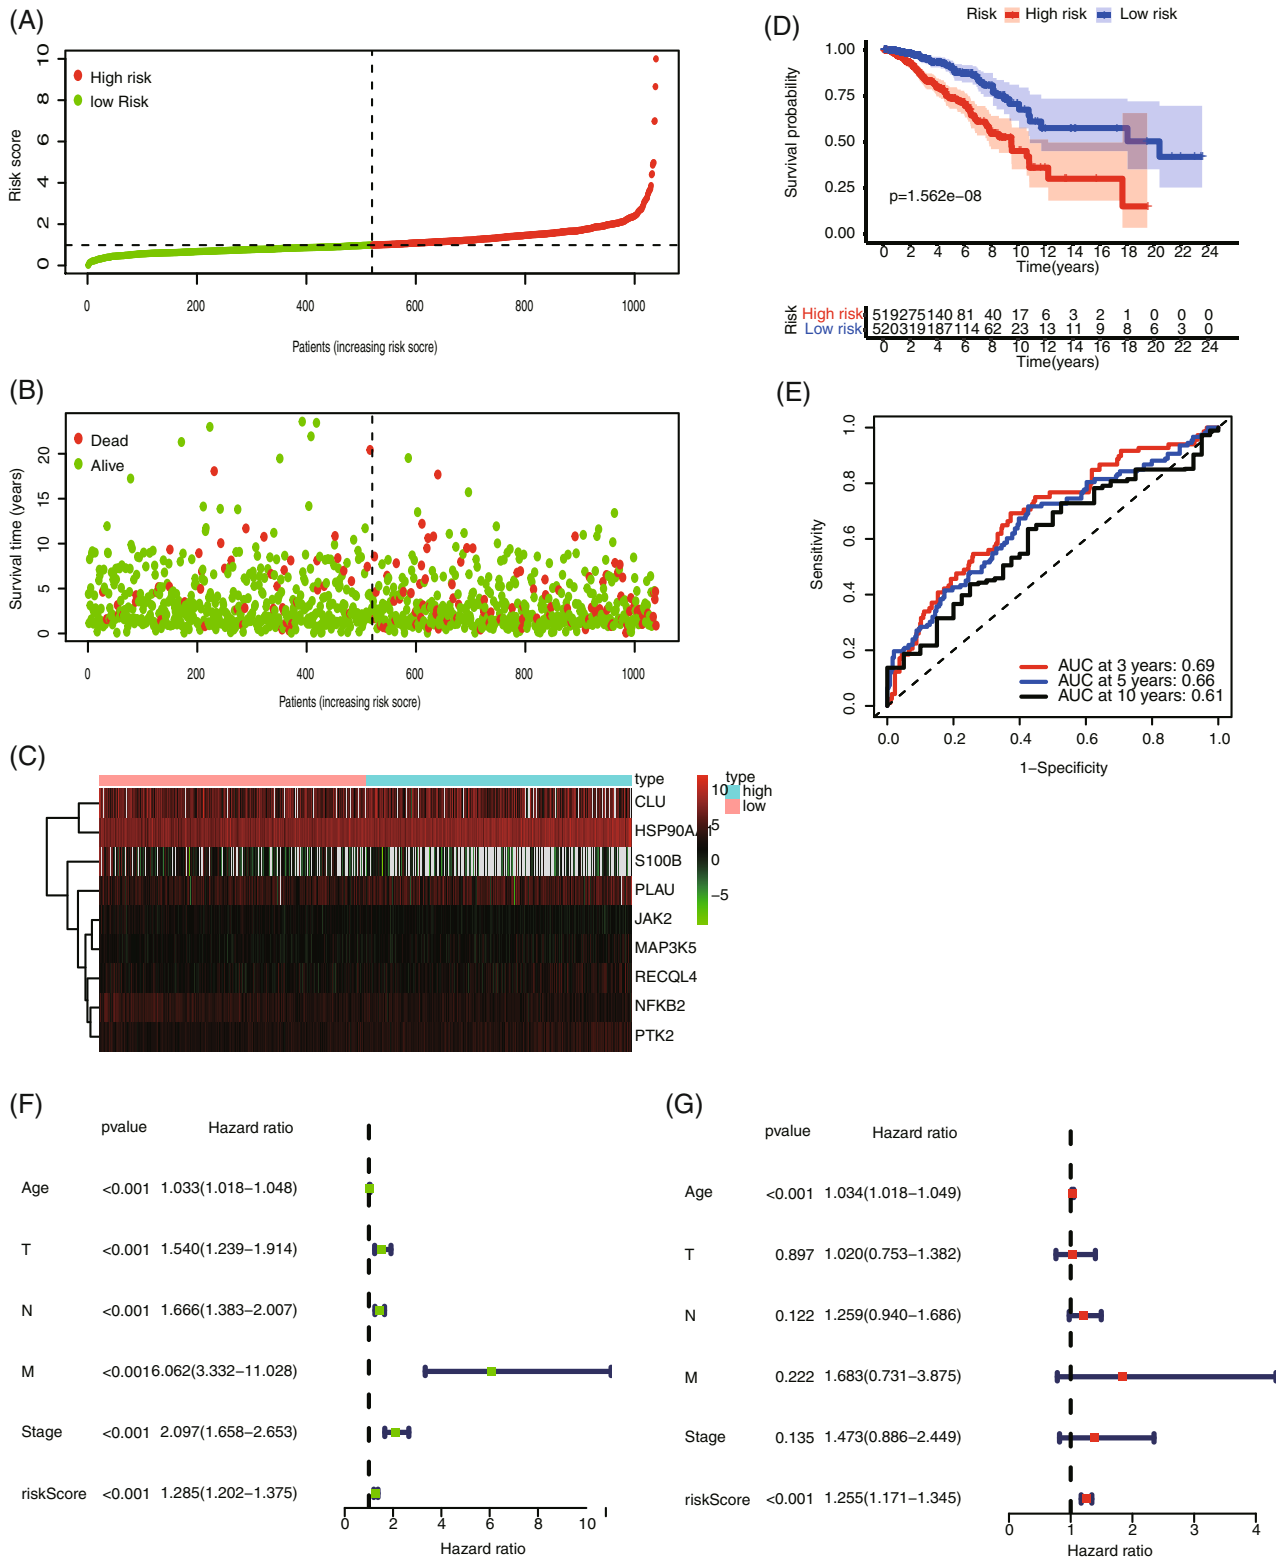 (A)
10
8
6
4
2
0
Risk score
High risk
low Risk
0 200 400 600 800 1000
Patients (increasing risk socre)
(B)
20
15
10
5
0
Survival time (years)
Dead
Alive
0 200 400 600 800 1000
Patients (increasing risk socre)
(C)
type
CLU
HSP90AA1
S100B
PLAU
JAK2
MAP3K5
RECQL4
NFKB2
PTK2
10
5
0
−5
type
high
low
(D)
Risk High risk Low risk
1.00
0.75
0.50
0.25
0.00
Survival probability
p=1.562e−08
0 2 4 6 8 10 12 14 16 18 20 22 24
Time(years)
Risk
High risk 519 275 140 81 40 17 6 3 2 1 0 0 0
Low risk 520 319 187 114 62 23 13 11 9 8 6 3 0
0 2 4 6 8 10 12 14 16 18 20 22 24
Time(years)
(E)
1.0
0.8
0.6
0.4
0.2
0.0
Sensitivity
AUC at 3 years: 0.69
AUC at 5 years: 0.66
AUC at 10 years: 0.61
0.0 0.2 0.4 0.6 0.8 1.0
1−Specificity
(F)
pvalue Hazard ratio
Age <0.001 1.033(1.018−1.048)
T <0.001 1.540(1.239−1.914)
N <0.001 1.666(1.383−2.007)
M <0.001 6.062(3.332−11.028)
Stage <0.001 2.097(1.658−2.653)
riskScore <0.001 1.285(1.202−1.375)
0 2 4 6 8 10
Hazard ratio
(G)
pvalue Hazard ratio
Age <0.001 1.034(1.018−1.049)
T 0.897 1.020(0.753−1.382)
N 0.122 1.259(0.940−1.686)
M 0.222 1.683(0.731−3.875)
Stage 0.135 1.473(0.886−2.449)
riskScore <0.001 1.255(1.171−1.345)
0 1 2 3 4
Hazard ratio